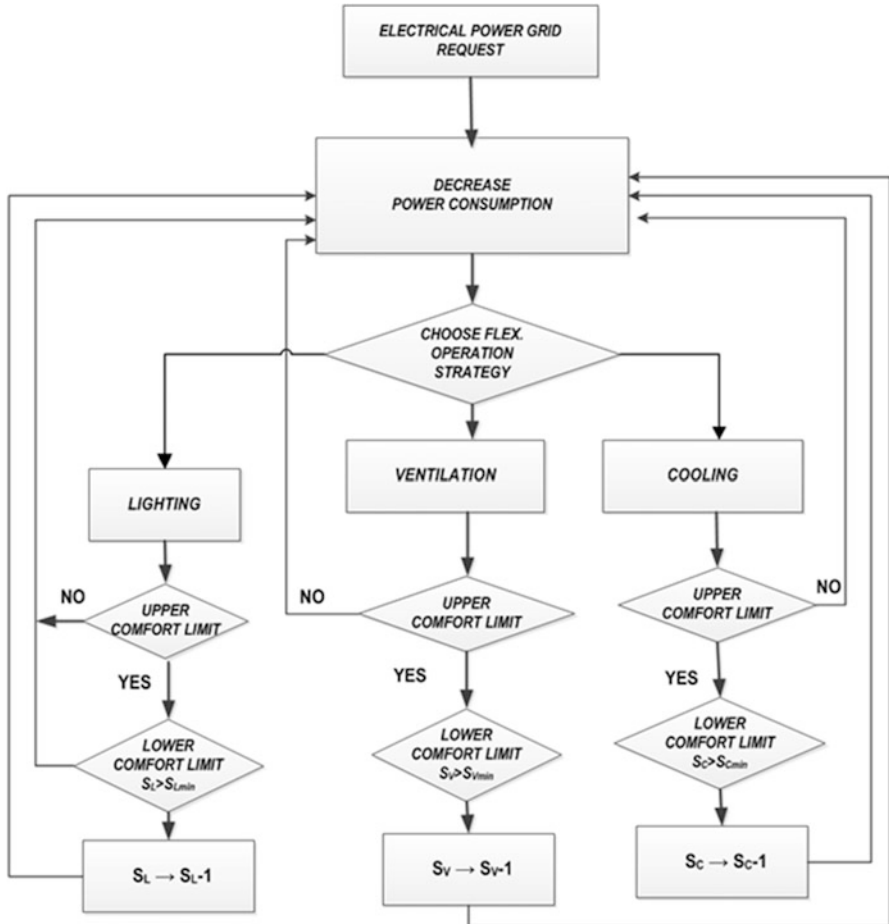 ELECTRICAL POWER GRID
REQUEST
DECREASE
POWER CONSUMPTION
CHOOSE FLEX.
OPERATION
STRATEGY
LIGHTING
VENTILATION
COOLING
NO
UPPER
COMFORT LIMIT
NO
UPPER
COMFORT LIMIT
UPPER
COMFORT LIMIT
NO
YES
YES
YES
LOWER
COMFORT LIMIT
SL>SLmin
LOWER
COMFORT LIMIT
SV>SVmin
LOWER
COMFORT LIMIT
SC>SCmin
SL → SL-1
SV → SV-1
SC → SC-1